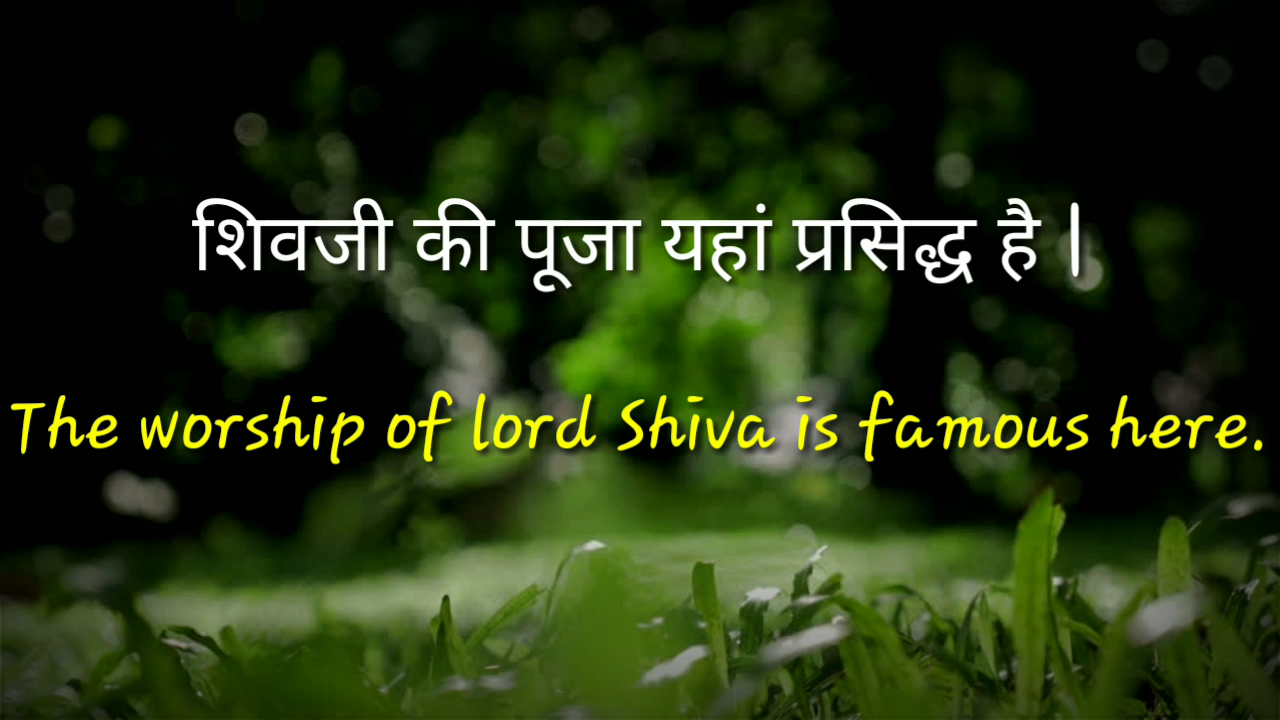 शिवजी की पूजा यहां प्रसिद्ध है |
The worship of lord Shiva is famous here.